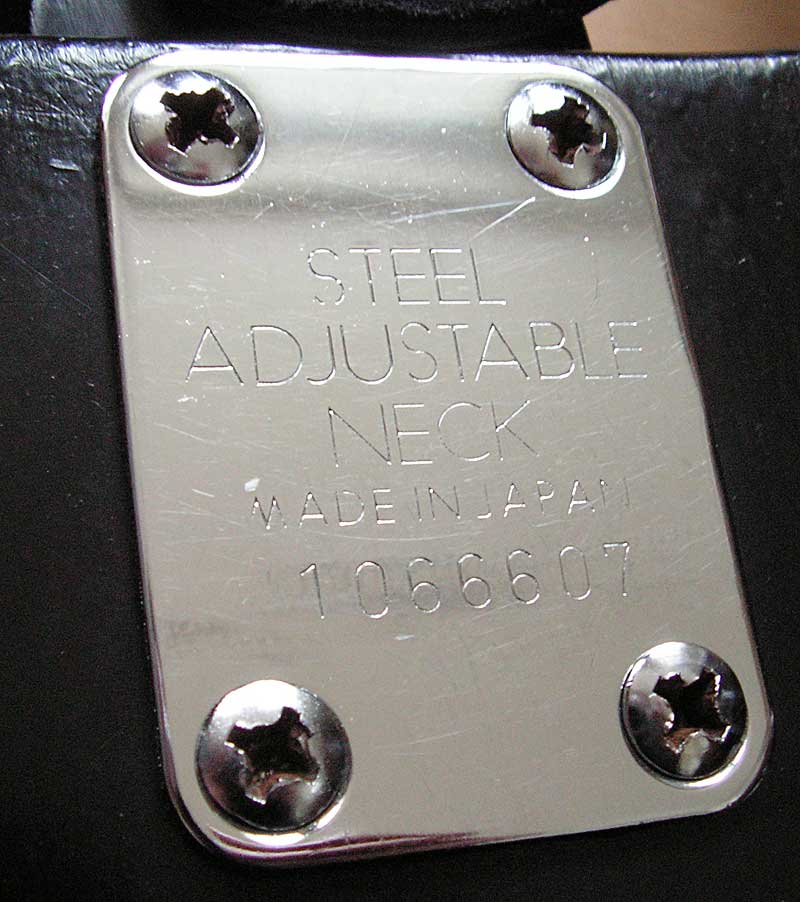 STEEL
ADJUSTABLE
NECK
MADE IN JAPAN
1066607